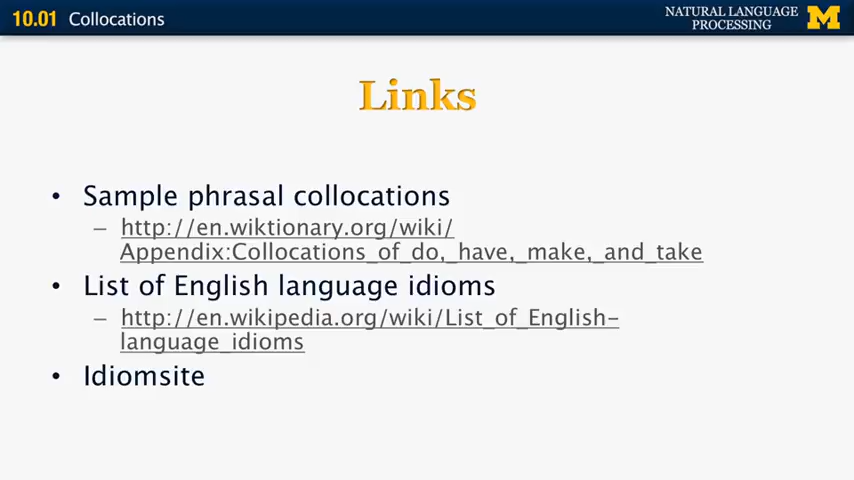 10.01 Collocations
NATURAL LANGUAGE
PROCESSING
M
Links
• Sample phrasal collocations
– http://en.wiktionary.org/wiki/
Appendix:Collocations_of_do,_have,_make,_and_take
• List of English language idioms
– http://en.wikipedia.org/wiki/List_of_English-
language_idioms
• Idiomsite